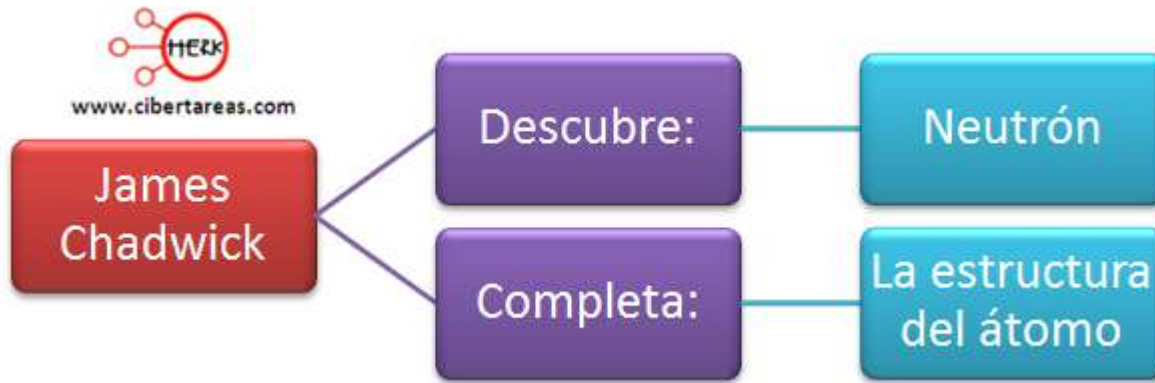 HERK
www.cibertareas.com
James
Chadwick
Descubre:
Neutrón
Completa:
La estructura
del átomo